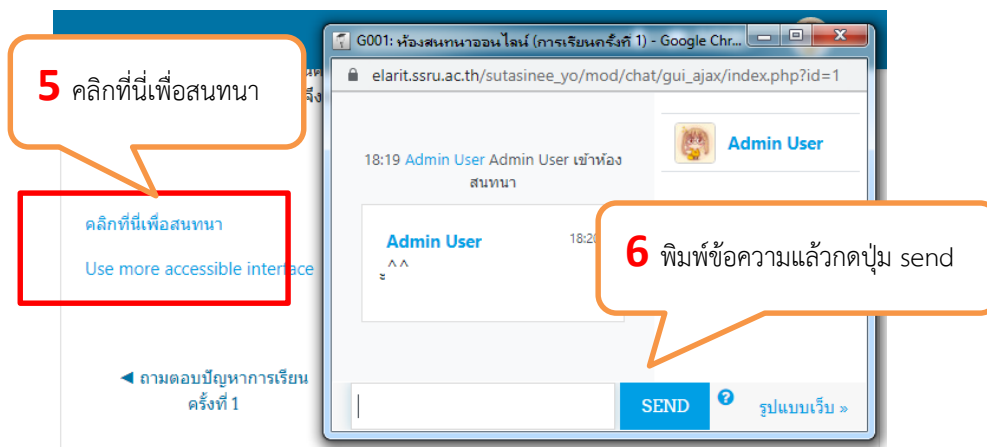 G001: ห้องสนทนาออนไลน์ (การเรียนครั้งที่ 1) - Google Chr...
elarit.ssru.ac.th/sutasinee_yo/mod/chat/gui_ajax/index.php?id=1
5 คลิกที่นี่เพื่อสนทนา
Admin User
18:19 Admin User Admin User เข้าห้อง
สนทนา
คลิกที่นี่เพื่อสนทนา
Use more accessible interface
Admin User
^^
6 พิมพ์ข้อความแล้วกดปุ่ม send
◄ ถามตอบปัญหาการเรียน
ครั้งที่ 1
SEND
รูปแบบเว็บ »